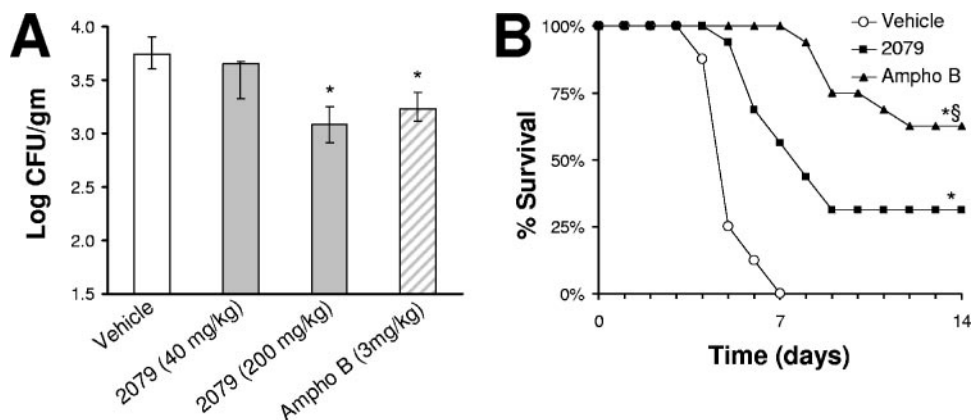 A
Log CFU/gm
4.0
3.5
3.0
2.5
2.0
1.5
*
*
Vehicle
2079 (40 mg/kg)
2079 (200 mg/kg)
Ampho B (3mg/kg)
B
% Survival
100%
75%
50%
25%
0%
Vehicle
2079
Ampho B
*§
*
0
7
14
Time (days)